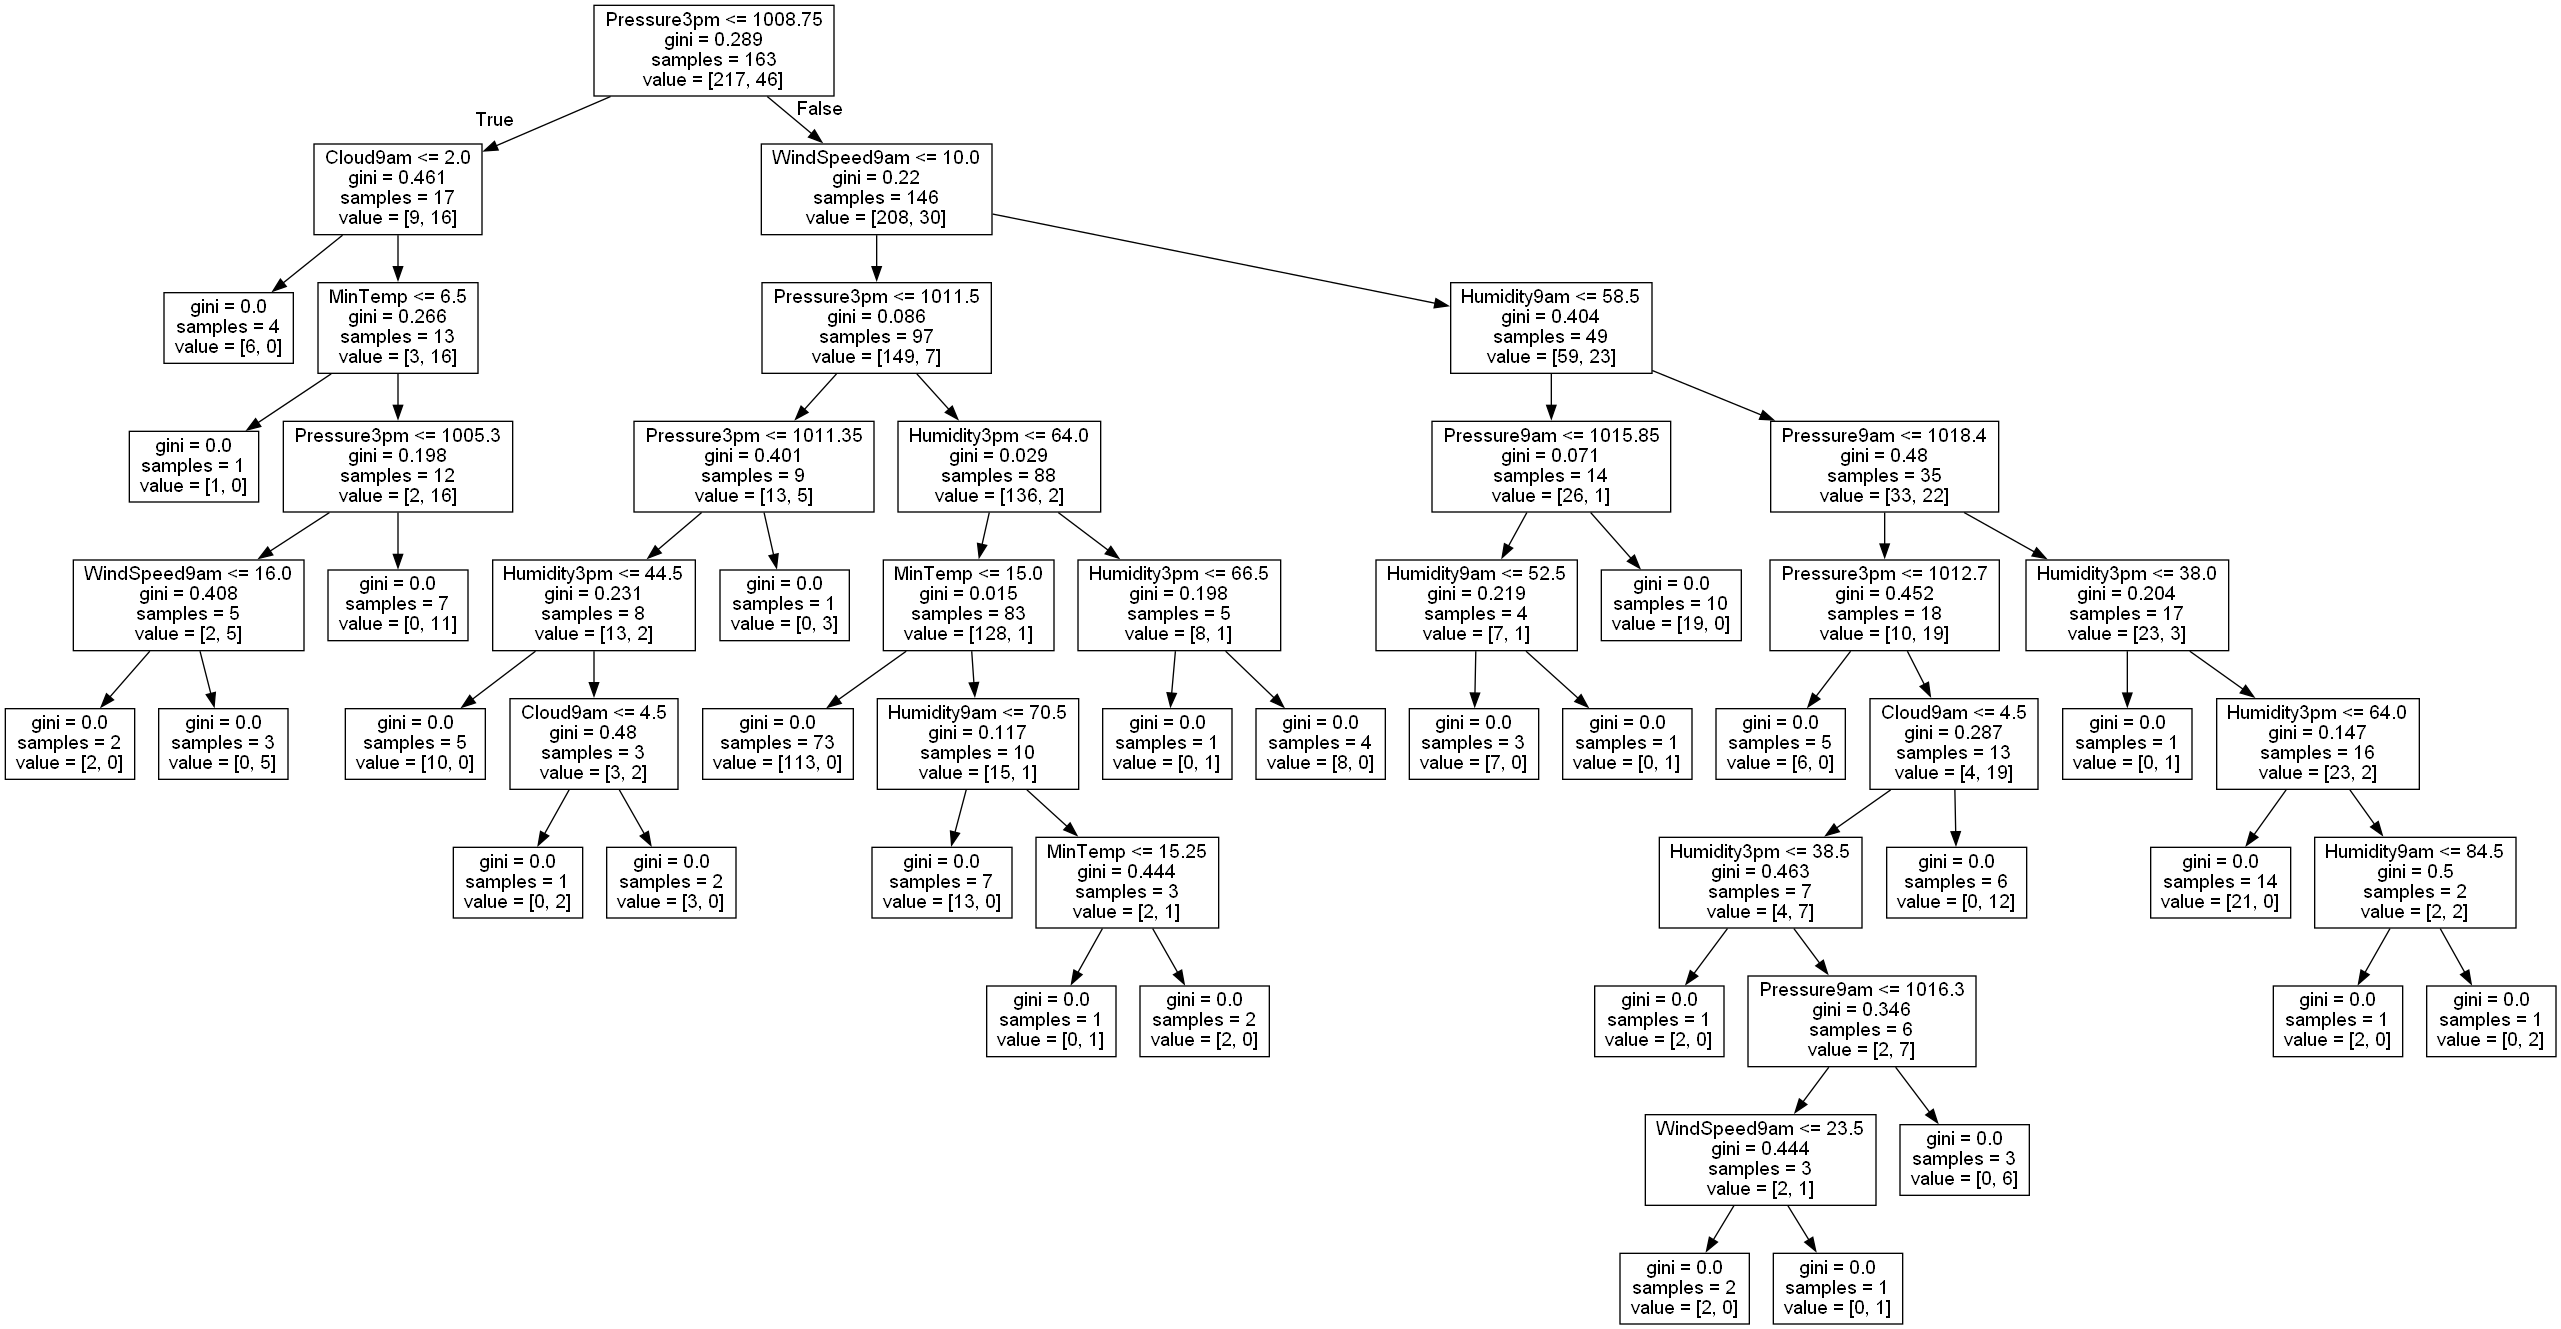 Pressure3pm <= 1008.75
gini = 0.289
samples = 163
value = [217, 46]
True
False
Cloud9am <= 2.0
gini = 0.461
samples = 17
value = [9, 16]
WindSpeed9am <= 10.0
gini = 0.22
samples = 146
value = [208, 30]
gini = 0.0
samples = 4
value = [6, 0]
MinTemp <= 6.5
gini = 0.266
samples = 13
value = [3, 16]
Pressure3pm <= 1011.5
gini = 0.086
samples = 97
value = [149, 7]
Humidity9am <= 58.5
gini = 0.404
samples = 49
value = [59, 23]
gini = 0.0
samples = 1
value = [1, 0]
Pressure3pm <= 1005.3
gini = 0.198
samples = 12
value = [2, 16]
Pressure3pm <= 1011.35
gini = 0.401
samples = 9
value = [13, 5]
Humidity3pm <= 64.0
gini = 0.029
samples = 88
value = [136, 2]
Pressure9am <= 1015.85
gini = 0.071
samples = 14
value = [26, 1]
Pressure9am <= 1018.4
gini = 0.48
samples = 35
value = [33, 22]
WindSpeed9am <= 16.0
gini = 0.408
samples = 5
value = [2, 5]
gini = 0.0
samples = 7
value = [0, 11]
Humidity3pm <= 44.5
gini = 0.231
samples = 8
value = [13, 2]
gini = 0.0
samples = 1
value = [0, 3]
MinTemp <= 15.0
gini = 0.015
samples = 83
value = [128, 1]
Humidity3pm <= 66.5
gini = 0.198
samples = 5
value = [8, 1]
Humidity9am <= 52.5
gini = 0.219
samples = 4
value = [7, 1]
gini = 0.0
samples = 10
value = [19, 0]
Pressure3pm <= 1012.7
gini = 0.452
samples = 18
value = [10, 19]
Humidity3pm <= 38.0
gini = 0.204
samples = 17
value = [23, 3]
gini = 0.0
samples = 2
value = [2, 0]
gini = 0.0
samples = 3
value = [0, 5]
gini = 0.0
samples = 5
value = [10, 0]
Cloud9am <= 4.5
gini = 0.48
samples = 3
value = [3, 2]
gini = 0.0
samples = 73
value = [113, 0]
Humidity9am <= 70.5
gini = 0.117
samples = 10
value = [15, 1]
gini = 0.0
samples = 1
value = [0, 1]
gini = 0.0
samples = 4
value = [8, 0]
gini = 0.0
samples = 3
value = [7, 0]
gini = 0.0
samples = 1
value = [0, 1]
gini = 0.0
samples = 5
value = [6, 0]
Cloud9am <= 4.5
gini = 0.287
samples = 13
value = [4, 19]
gini = 0.0
samples = 1
value = [0, 1]
Humidity3pm <= 64.0
gini = 0.147
samples = 16
value = [23, 2]
gini = 0.0
samples = 1
value = [0, 2]
gini = 0.0
samples = 2
value = [3, 0]
gini = 0.0
samples = 7
value = [13, 0]
MinTemp <= 15.25
gini = 0.444
samples = 3
value = [2, 1]
Humidity3pm <= 38.5
gini = 0.463
samples = 7
value = [4, 7]
gini = 0.0
samples = 6
value = [0, 12]
gini = 0.0
samples = 14
value = [21, 0]
Humidity9am <= 84.5
gini = 0.5
samples = 2
value = [2, 2]
gini = 0.0
samples = 1
value = [0, 1]
gini = 0.0
samples = 2
value = [2, 0]
gini = 0.0
samples = 1
value = [2, 0]
Pressure9am <= 1016.3
gini = 0.346
samples = 6
value = [2, 7]
gini = 0.0
samples = 1
value = [2, 0]
gini = 0.0
samples = 1
value = [0, 2]
WindSpeed9am <= 23.5
gini = 0.444
samples = 3
value = [2, 1]
gini = 0.0
samples = 3
value = [0, 6]
gini = 0.0
samples = 2
value = [2, 0]
gini = 0.0
samples = 1
value = [0, 1]